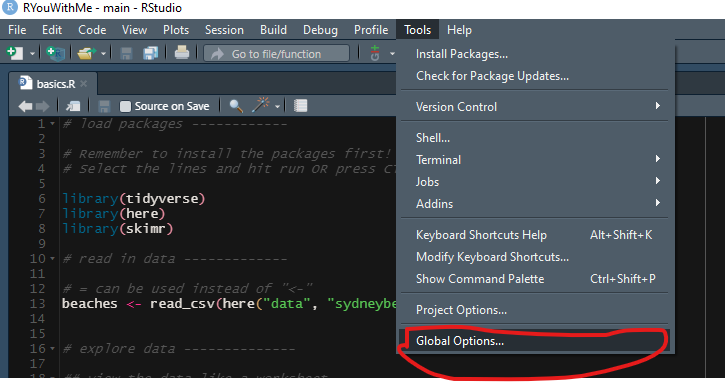 RYouWithMe - main - RStudio
File Edit Code View Plots Session Build Debug Profile Tools Help
Go to file/function
Install Packages...
Check for Package Updates...
Version Control
Shell...
Terminal
Jobs
Addins
Keyboard Shortcuts Help Alt+Shift+K
Modify Keyboard Shortcuts...
Show Command Palette Ctrl+Shift+P
Project Options...
Global Options...
basics.R
Source on Save
1 # load packages ------------
2
3 # Remember to install the packages first!
4 # Select the lines and hit run OR press
5
6 library(tidyverse)
7 library(here)
8 library(skimr)
9
10 # read in data -------------
11
12 # = can be used instead of "<-"
13 beaches <- read_csv(here("data", "sydneybe
14
15
16 # explore data --------------
17
18 ## view the data like a worksheet